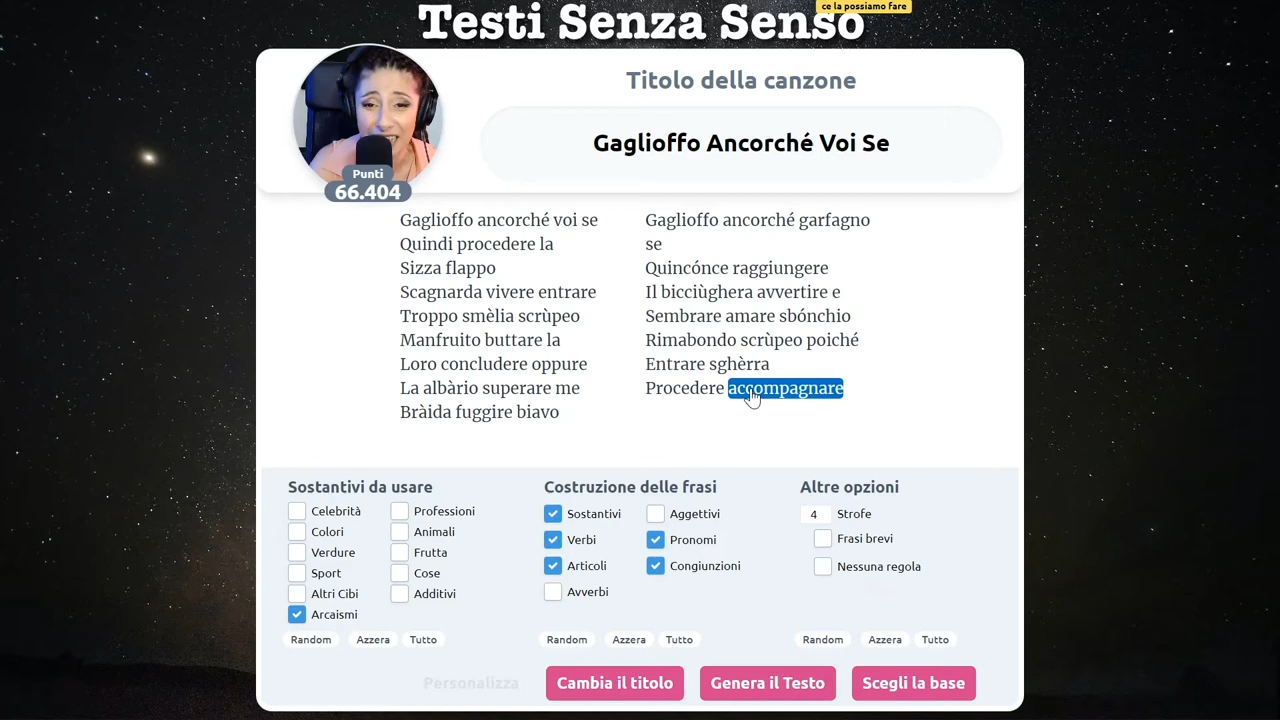 ce la possiamo fare
Testi Senza Senso
Titolo della canzone
Gaglioffo Ancorché Voi Se
Punti
66.404
Gaglioffo ancorché voi se
Quindi procedere la
Sizza flappo
Scagnarda vivere entrare
Troppo smèlia scrùpeo
Manfruito buttare la
Loro concludere oppure
La albàrio superare me
Bràida fuggire biavo
Gaglioffo ancorché garfagno
se
Quincónce raggiungere
Il bicciùghera avvertire e
Sembrare amare sbónchio
Rimabondo scrùpeo poiché
Entrare sghèrra
Procedere accompagnare
Sostantivi da usare
Celebrità
Professioni
Colori
Animali
Verdure
Frutta
Sport
Cose
Altri Cibi
Additivi
Arcaismi
Random Azzera Tutto
Costruzione delle frasi
Sostantivi
Aggettivi
Verbi
Pronomi
Articoli
Congiunzioni
Avverbi
Random Azzera Tutto
Altre opzioni
4 Strofe
Frasi brevi
Nessuna regola
Random Azzera Tutto
Personalizza
Cambia il titolo
Genera il Testo
Scegli la base